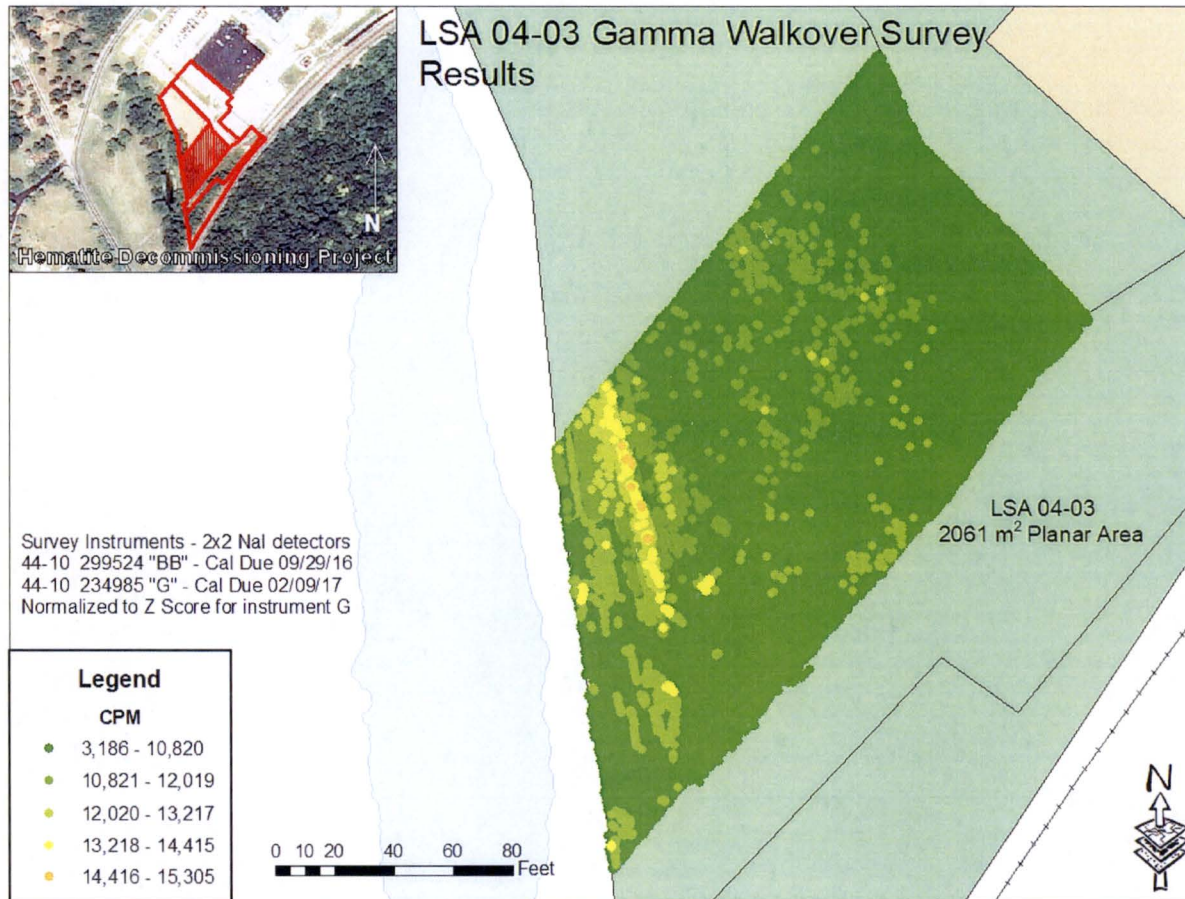 LSA 04-03 Gamma Walkover Survey
Results
N
Hematite Decommissioning Project
LSA 04-03
2061 m² Planar Area
Survey Instruments - 2x2 NaI detectors
44-10 299524 "BB" - Cal Due 09/29/16
44-10 234985 "G" - Cal Due 02/09/17
Normalized to Z Score for instrument G
Legend
CPM
3,186 - 10,820
10,821 - 12,019
12,020 - 13,217
13,218 - 14,415
14,416 - 15,305
0 10 20 40 60 80
Feet
N